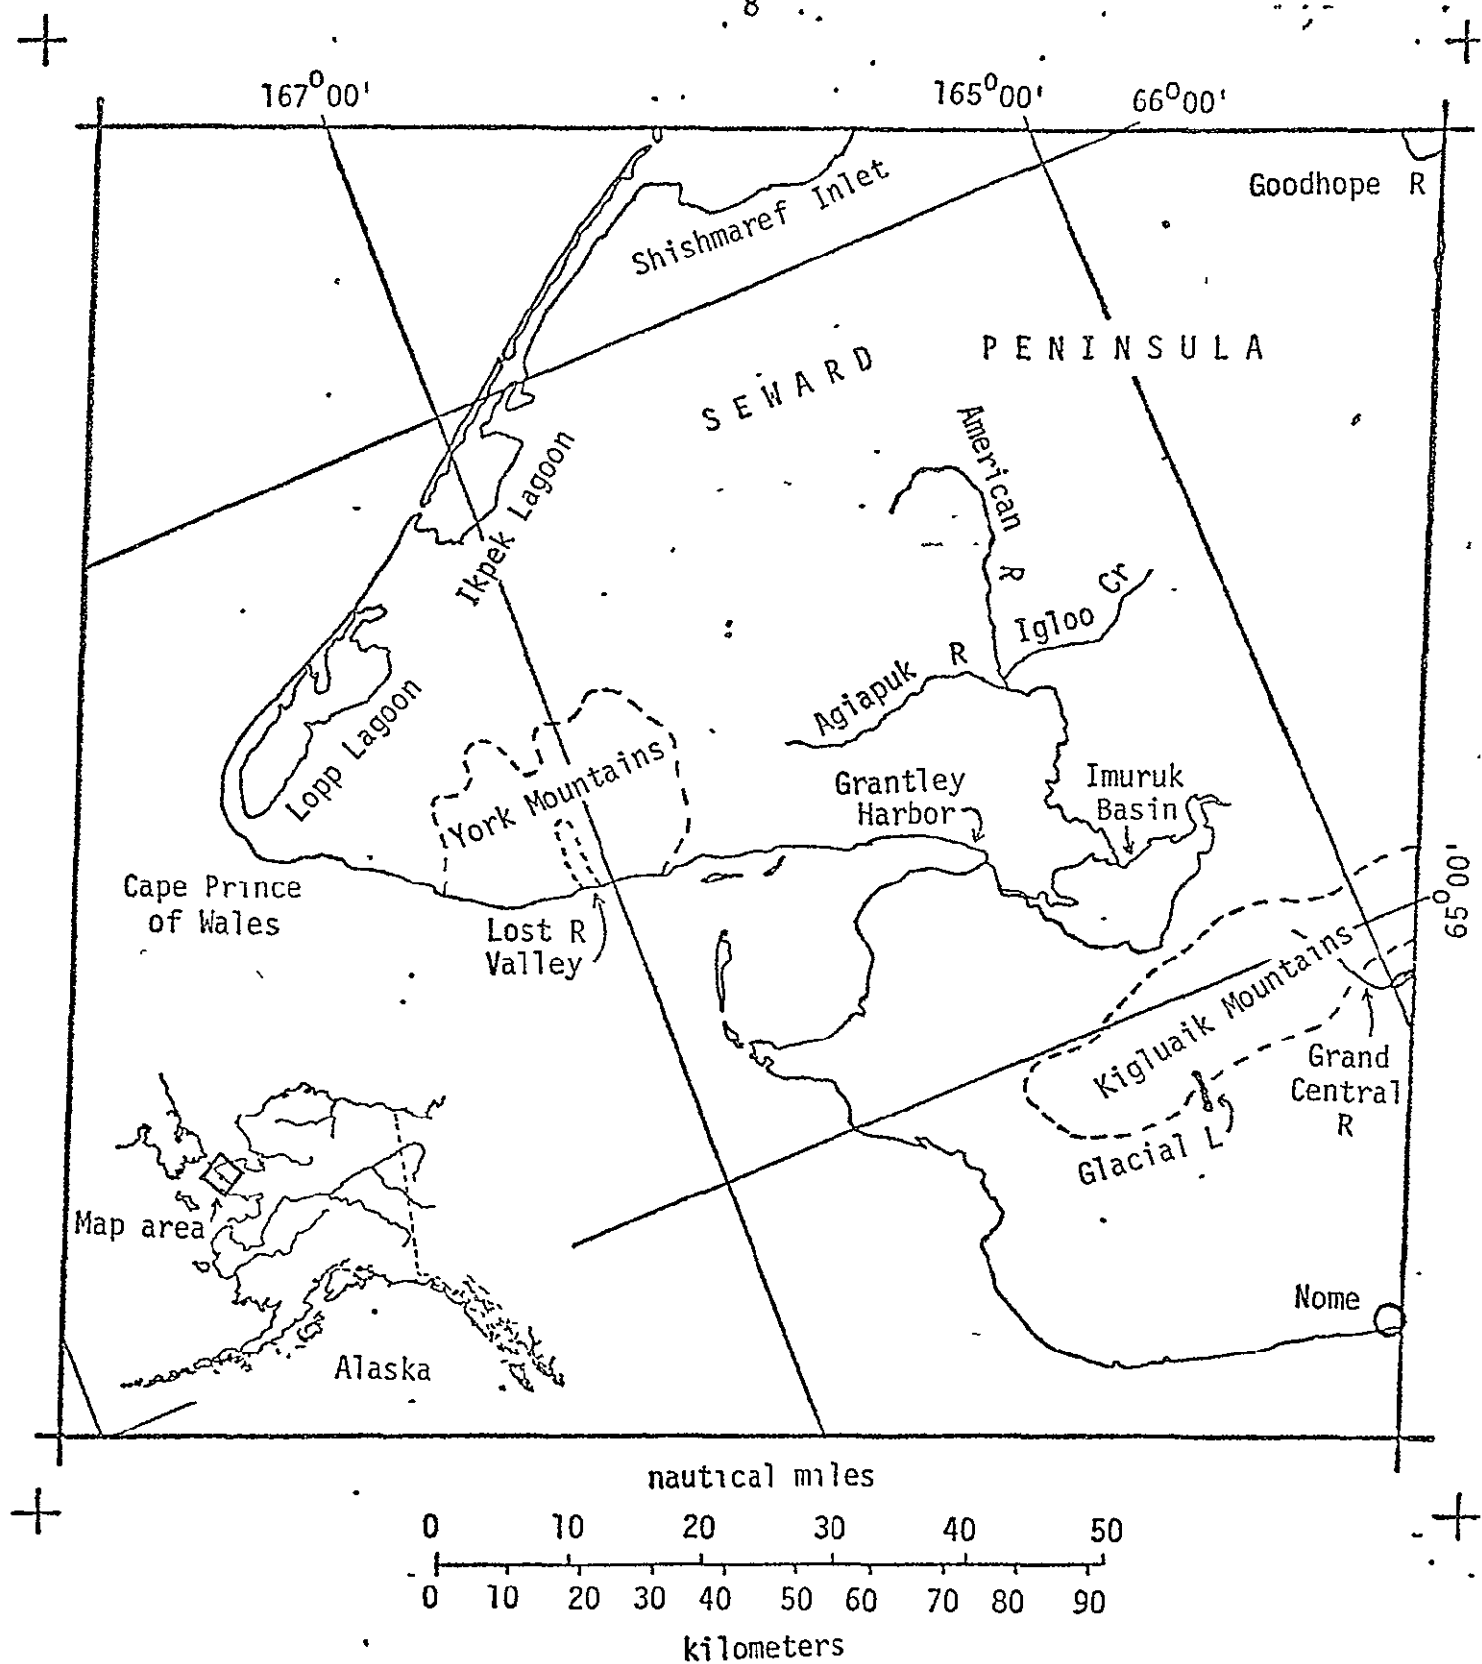 8
167°00'
165°00'
66°00'
Goodhope R
Shishmaref Inlet
SEWARD PENINSULA
American R
Ikpek Lagoon
Igloo Cr
Agiapuk R
Lopp Lagoon
York Mountains
Grantley
Harbor
Imuruk
Basin
Cape Prince
of Wales
Lost R
Valley
65°00'
Kigluaik Mountains
Grand
Central
R
Glacial L
Map area
Nome
Alaska
nautical miles
0 10 20 30 40 50
0 10 20 30 40 50 60 70 80 90
kilometers